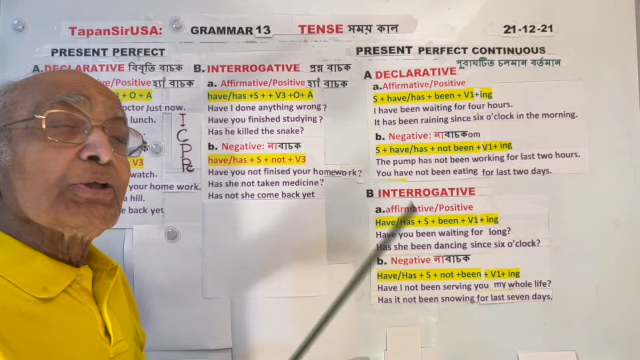 TapanSirUSA: GRAMMAR 13 TENSE সময় কাল 21-12-21
PRESENT PERFECT
A. DECLARATIVE বিবৃতি বাচক
/Positive হ্যাঁ বাচক
+ O + A
octor Just now.
lunch.
I
C
P
R
V3
watch.
your home work.
a hill.
e back yet
B. INTERROGATIVE প্রশ্ন বাচক
a. Affirmative/Positive হ্যাঁ বাচক
have/has +S + + V3 +O+ A
Have I done anything wrong?
Have you finished studying?
Has he killed the snake?
b. Negative: না বাচক
have/has + S + not + V3
Have you not finised your homework?
Has she not taken medicine?
Has not she come back yet
PRESENT PERFECT CONTINUOUS
পুরাঘটিত চলমান বর্তমান
A DECLARATIVE
a. Affirmative/Positive
S + have/has + been + V1+ing
I have been waiting for four hours.
It has been raining since six o'clock in the morning.
b. Negative: না বাচকom
S + have/has + not been + V1+ ing
The pump has not been working for last two hours.
You have not been eating for last two days.
B INTERROGATIVE
a. affirmative/Positive
Have/Has + S + been + V1+ ing
Have you been waiting for long?
Has she been dancing since six o'clock?
b. Negative না বাচক
Have/Has + S + not +been + V1+ ing
Have I not been serving you my whole life?
Has it not been snowing for last seven days.